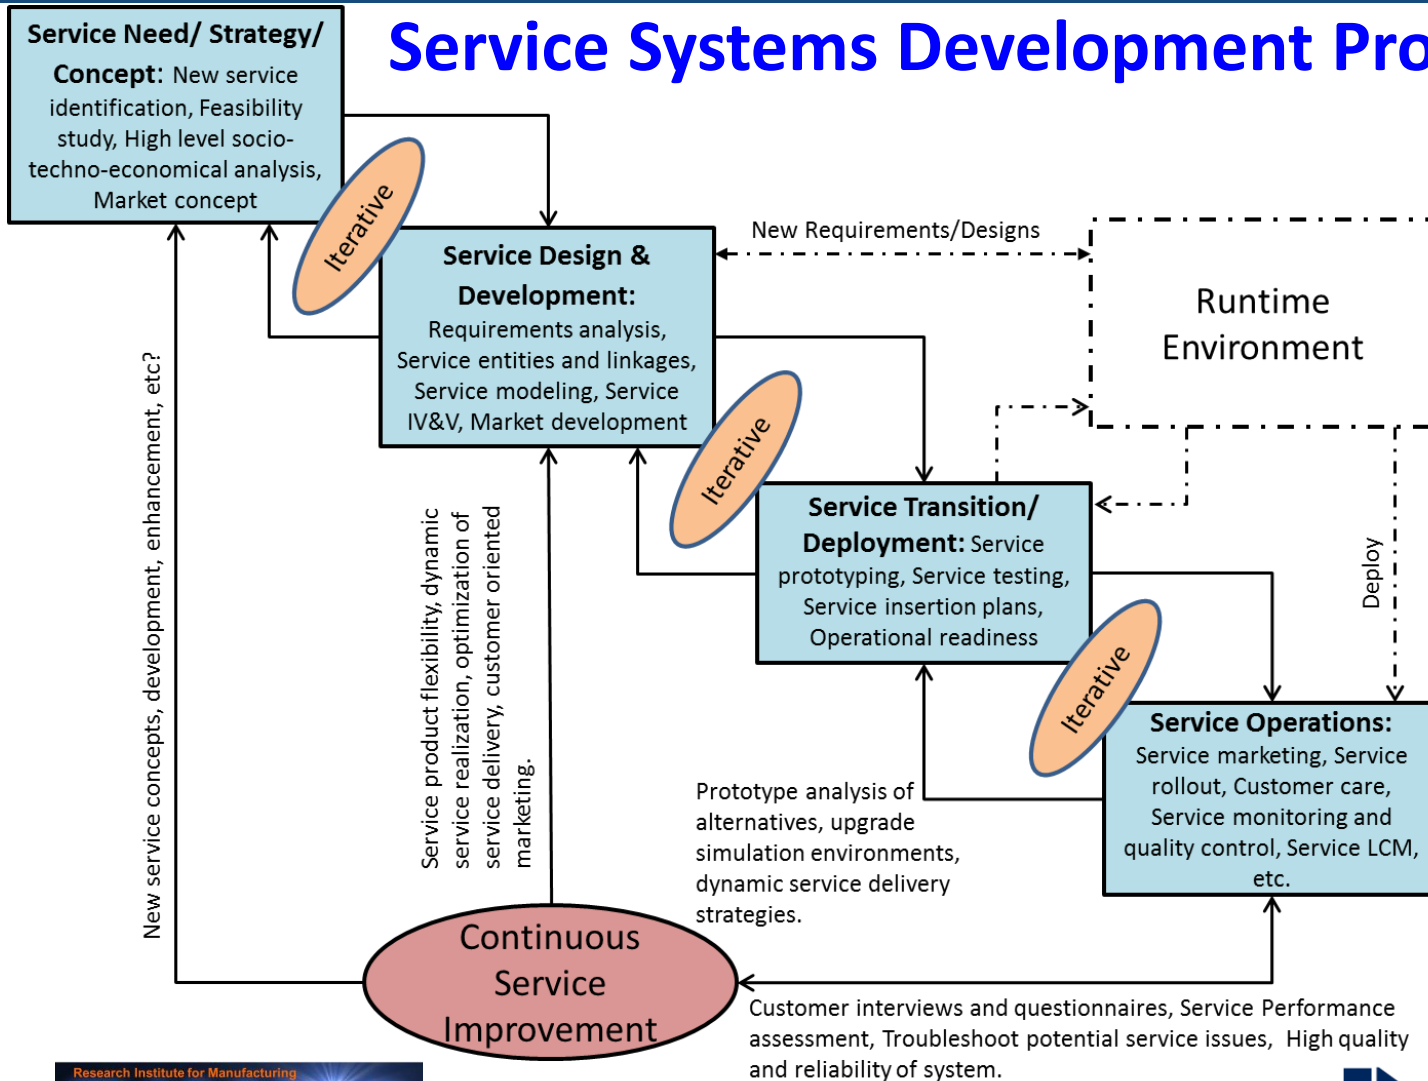 Service Systems Development Pro
Service Need/ Strategy/
Concept: New service
identification, Feasibility
study, High level socio-
techno-economical analysis,
Market concept
Iterative
Service Design &
Development:
Requirements analysis,
Service entities and linkages,
Service modeling, Service
IV&V, Market development
New Requirements/Designs
Runtime
Environment
Iterative
Service Transition/
Deployment: Service
prototyping, Service testing,
Service insertion plans,
Operational readiness
Deploy
Iterative
Service Operations:
Service marketing, Service
rollout, Customer care,
Service monitoring and
quality control, Service LCM,
etc.
New service concepts, development, enhancement, etc?
Service product flexibility, dynamic
service realization, optimization of
service delivery, customer oriented
marketing.
Prototype analysis of
alternatives, upgrade
simulation environments,
dynamic service delivery
strategies.
Continuous
Service
Improvement
Customer interviews and questionnaires, Service Performance
assessment, Troubleshoot potential service issues,  High quality
and reliability of system.
Research Institute for Manufacturing